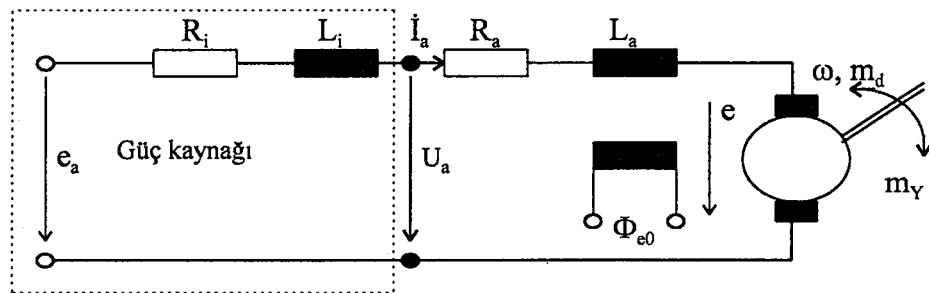 R_i
L_i
İ_a
R_a
L_a
ω, m_d
e
Güç kaynağı
e_a
U_a
m_Y
Φ_e0